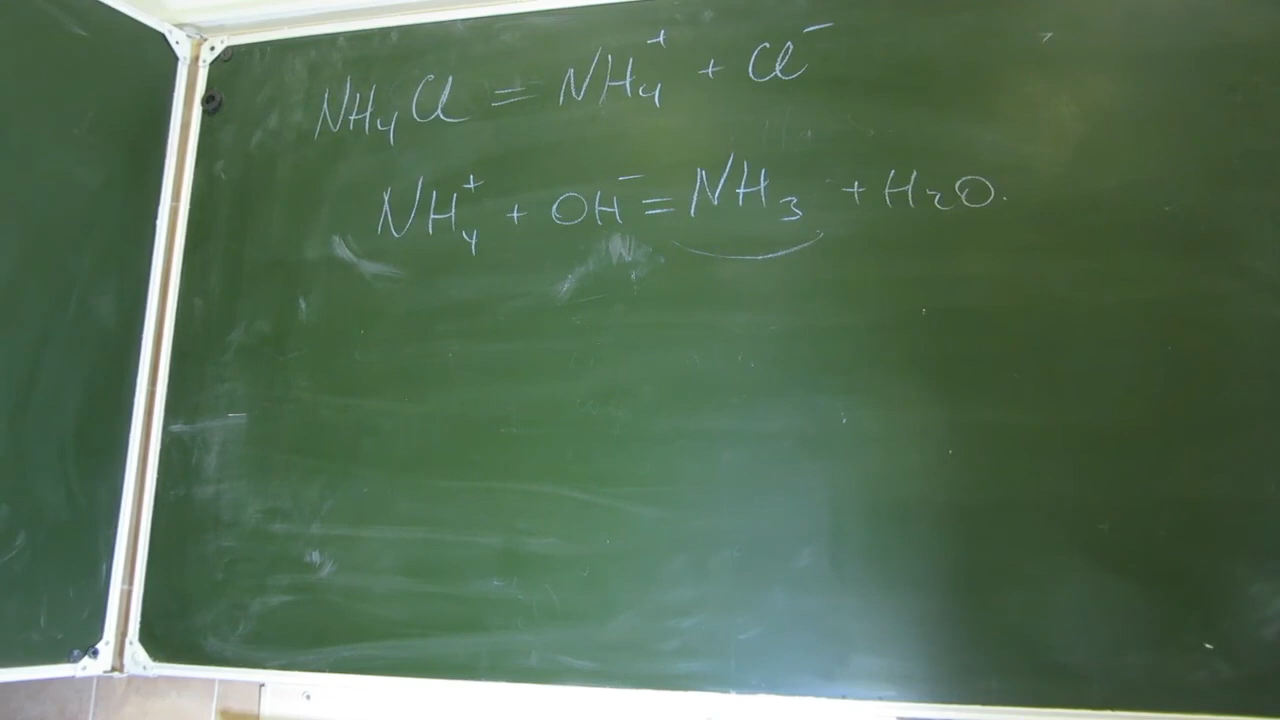 NH₄Cl = NH₄⁺ + Cl⁻
NH₄⁺ + OH⁻ = NH₃ + H₂O.